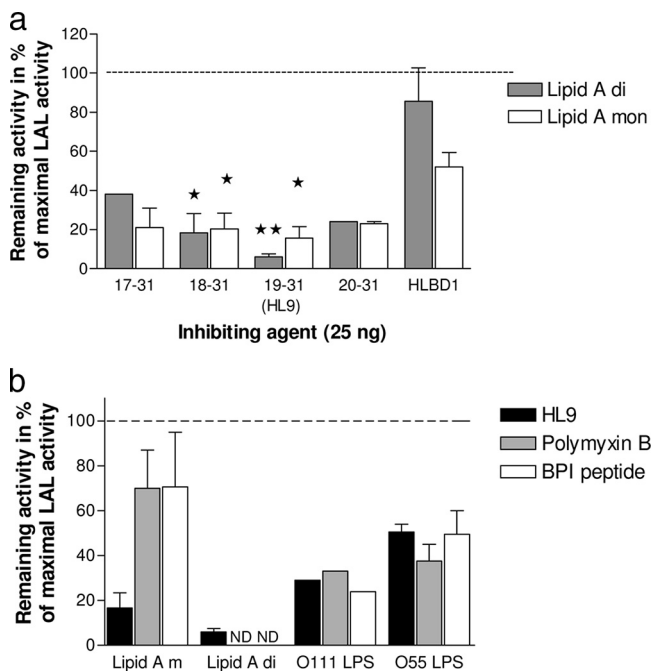 a
Remaining activity in %
of maximal LAL activity
120
100
80
60
40
20
0
Lipid A di
Lipid A mon
★ ★ ★★ ★
17-31 18-31 19-31 20-31 HLBD1
(HL9)
Inhibiting agent (25 ng)
b
Remaining activity in %
of maximal LAL activity
100
80
60
40
20
0
HL9
Polymyxin B
BPI peptide
ND ND
Lipid A m Lipid A di O111 LPS O55 LPS